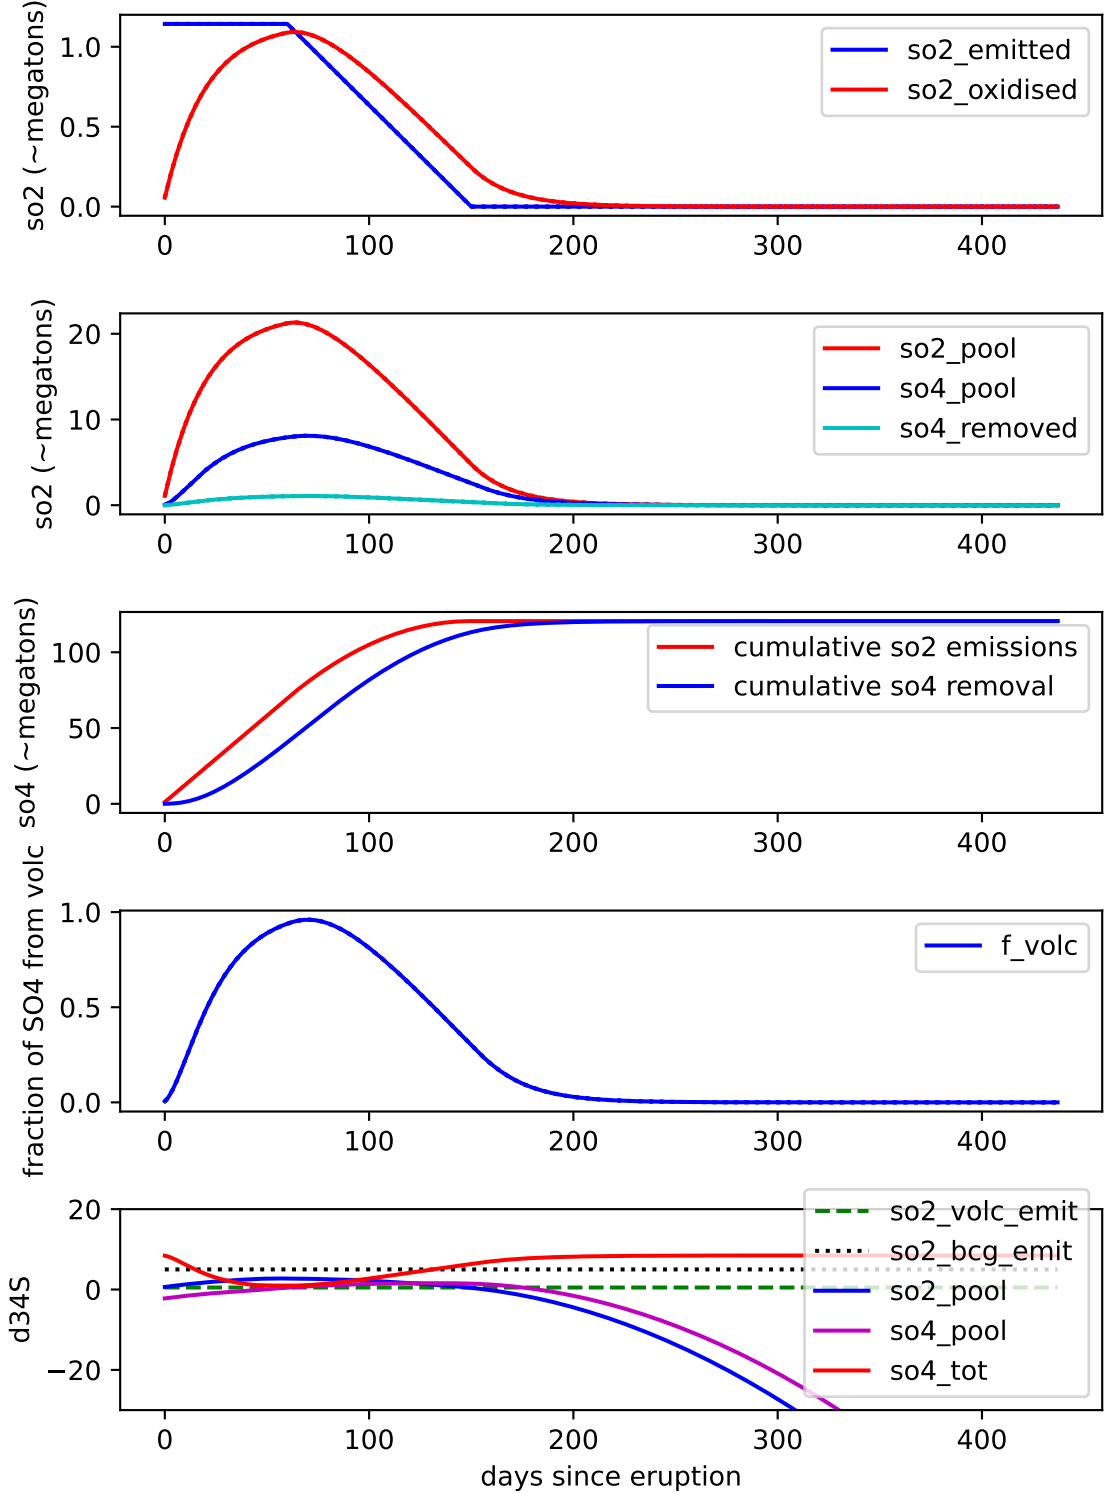 so2 (~megatons)
1.0
0.5
0.0
so2_emitted
so2_oxidised
0 100 200 300 400
so2 (~megatons)
20
10
0
so2_pool
so4_pool
so4_removed
0 100 200 300 400
so4 (~megatons)
100
50
0
cumulative so2 emissions
cumulative so4 removal
0 100 200 300 400
fraction of SO4 from volc
1.0
0.5
0.0
f_volc
0 100 200 300 400
d34S
20
0
−20
so2_volc_emit
so2_bcg_emit
so2_pool
so4_pool
so4_tot
0 100 200 300 400
days since eruption